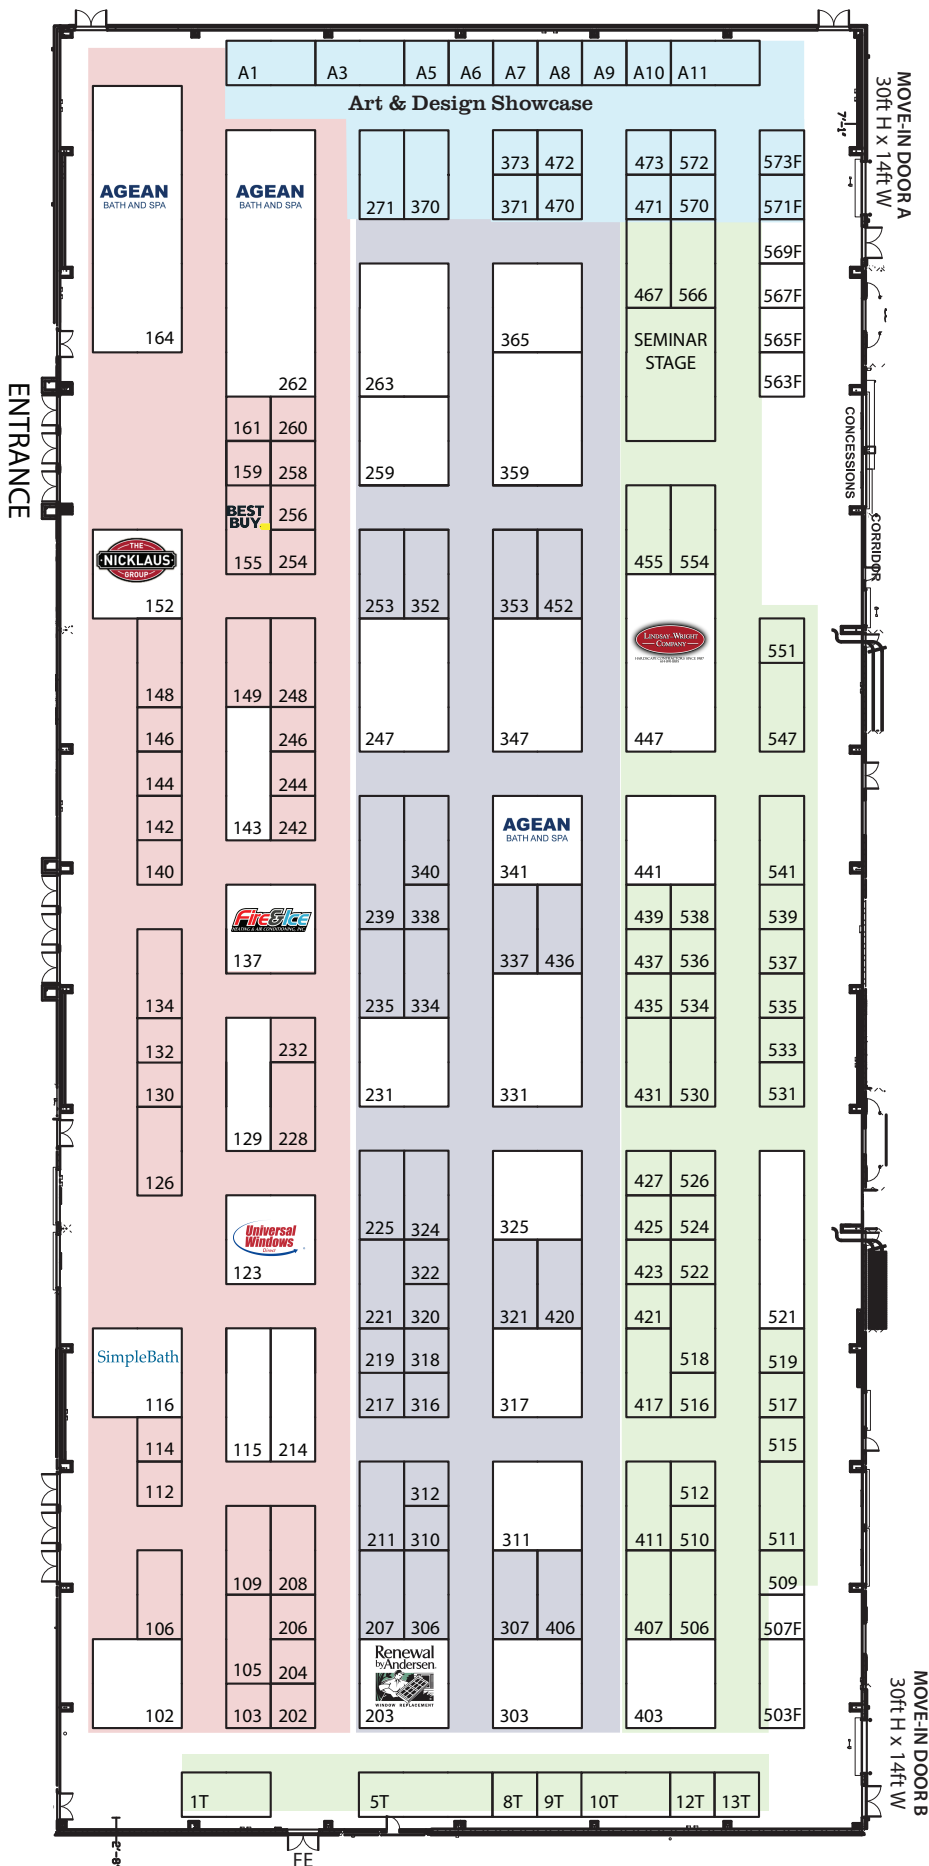 A1 A3 A5 A6 A7 A8 A9 A10 A11
Art & Design Showcase
MOVE-IN DOOR A
30ft H x 14ft W
7'-1"
373 472 473 572 573F
271 370 371 470 471 570 571F
AGEAN
BATH AND SPA
AGEAN
BATH AND SPA
569F
467 566 567F
164 365 SEMINAR
STAGE
565F
262 263 563F
ENTRANCE
CONCESSIONS
CORRIDOR
161 260
159 258 259 359
BEST
BUY
256
155 254 455 554
THE
NICKLAUS
GROUP
152 253 352 353 452
LINDSAY-WRIGHT
COMPANY
551
148 149 248
146 246 247 347 447 547
144 244
142 143 242
AGEAN
BATH AND SPA
140 340 341 441 541
Fire & Ice
HEATING & AIR CONDITIONING, INC.
239 338 439 538 539
137 337 436 437 536 537
134 235 334 435 534 535
132 232 533
130 231 331 431 530 531
129 228
126 427 526
225 324 325 425 524
Universal
Windows
Direct
123 322 423 522
221 320 321 420 421 521
SimpleBath
219 318 518 519
116 217 316 317 417 516 517
114 115 214 515
112 312 512
211 310 311 411 510 511
109 208 509
106 206 207 306 307 406 407 506 507F
Renewal
by Andersen.
WINDOW REPLACEMENT
105 204
102 103 202 203 303 403 503F
MOVE-IN DOOR B
30ft H x 14ft W
1T 5T 8T 9T 10T 12T 13T
FE